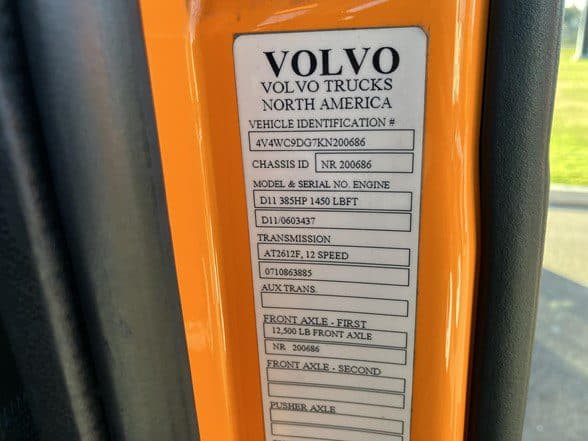 VOLVO
VOLVO TRUCKS
NORTH AMERICA
VEHICLE IDENTIFICATION #
4V4WC9DG7KN200686
CHASSIS ID NR 200686
MODEL & SERIAL NO. ENGINE
D11 385HP 1450 LBFT
D11/0603437
TRANSMISSION
AT2612F, 12 SPEED
0710863885
AUX TRANS.
FRONT AXLE - FIRST
12,500 LB FRONT AXLE
NR 200686
FRONT AXLE - SECOND
PUSHER AXLE